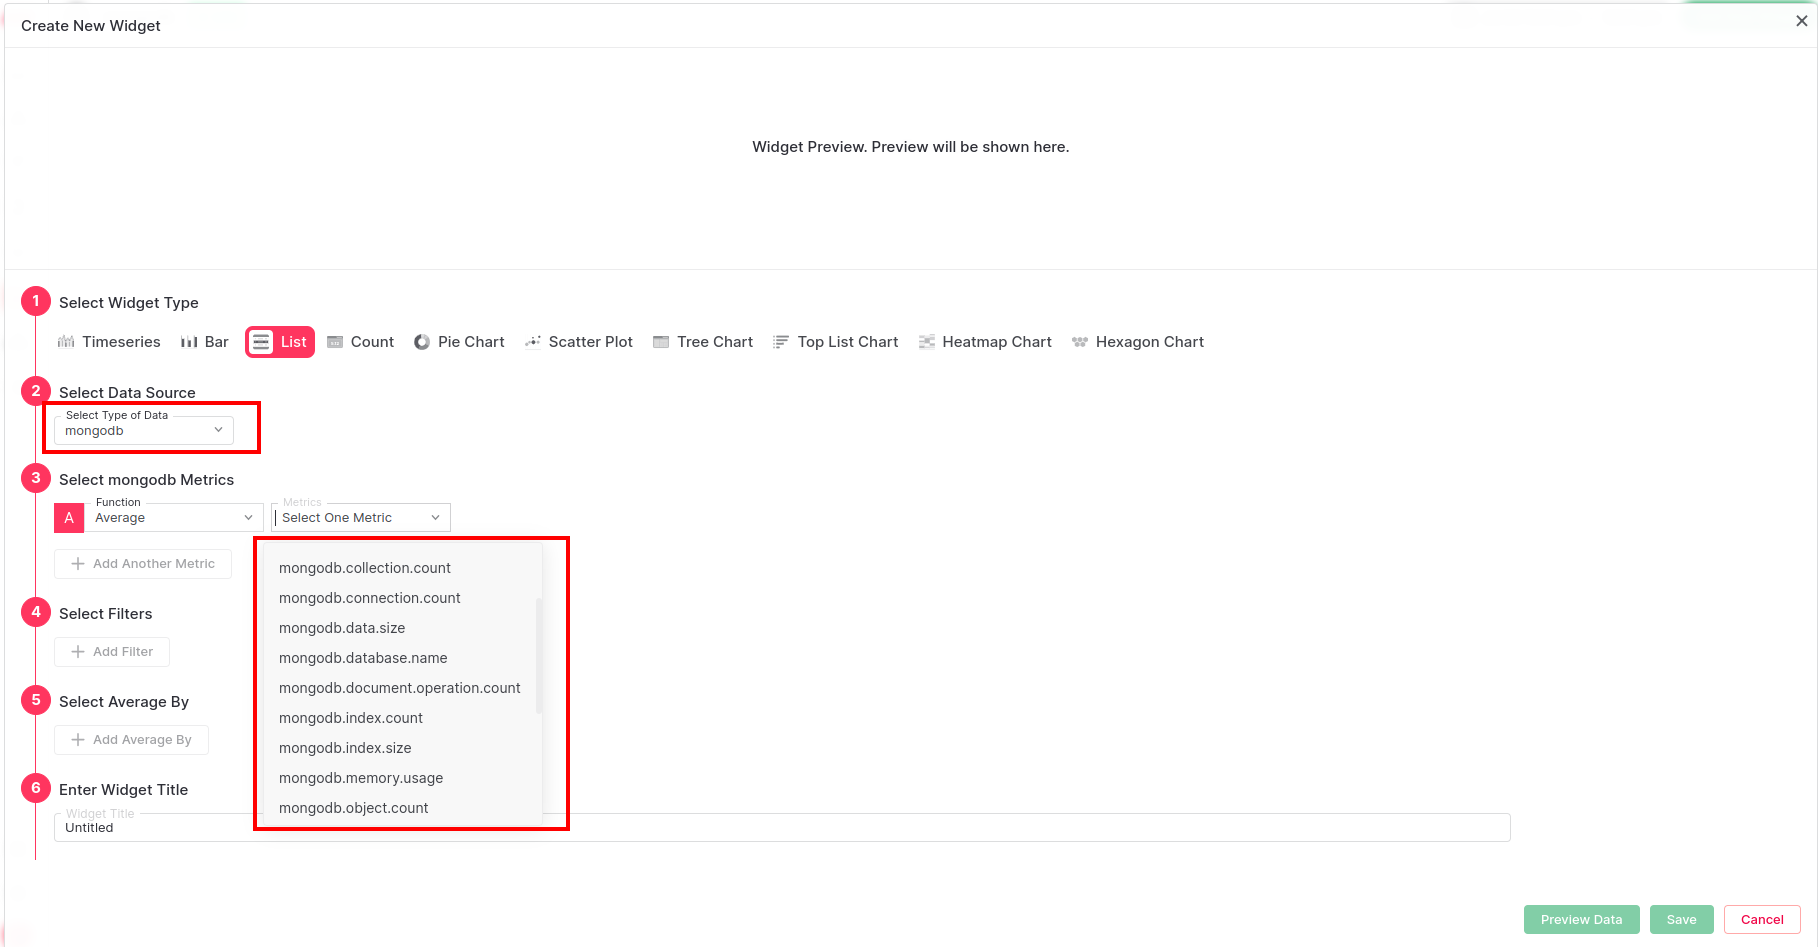 Create New Widget
Widget Preview. Preview will be shown here.
1 Select Widget Type
Timeseries Bar List Count Pie Chart Scatter Plot Tree Chart Top List Chart Heatmap Chart Hexagon Chart
2 Select Data Source
Select Type of Data
mongodb
3 Select mongodb Metrics
Function Metrics
A Average Select One Metric
Add Another Metric
mongodb.collection.count
mongodb.connection.count
mongodb.data.size
mongodb.database.name
mongodb.document.operation.count
mongodb.index.count
mongodb.index.size
mongodb.memory.usage
mongodb.object.count
4 Select Filters
Add Filter
5 Select Average By
Add Average By
6 Enter Widget Title
Widget Title
Untitled
Preview Data Save Cancel